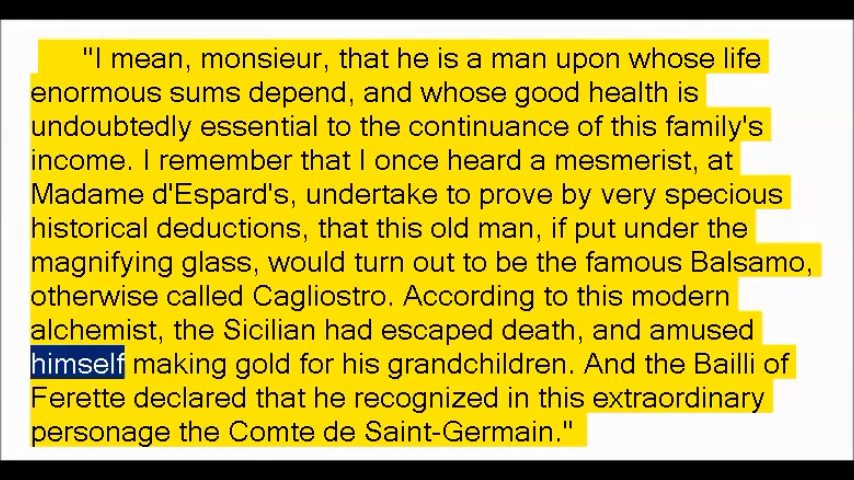 "I mean, monsieur, that he is a man upon whose life
enormous sums depend, and whose good health is
undoubtedly essential to the continuance of this family's
income. I remember that I once heard a mesmerist, at
Madame d'Espard's, undertake to prove by very specious
historical deductions, that this old man, if put under the
magnifying glass, would turn out to be the famous Balsamo,
otherwise called Cagliostro. According to this modern
alchemist, the Sicilian had escaped death, and amused
himself making gold for his grandchildren. And the Bailli of
Ferette declared that he recognized in this extraordinary
personage the Comte de Saint-Germain."